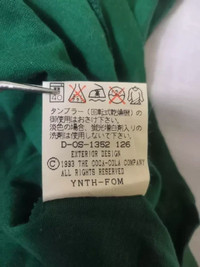 タンブラー（回転式乾燥機）の
御使用はおさけ下さい。
淡色の場合、蛍光増白剤入りの
洗剤は使用しないで下さい。
D-OS-1352 126
EXTERIOR DESIGN
© 1993 THE COCA-COLA COMPANY
ALL RIGHTS RESERVED
YNTH-FOM